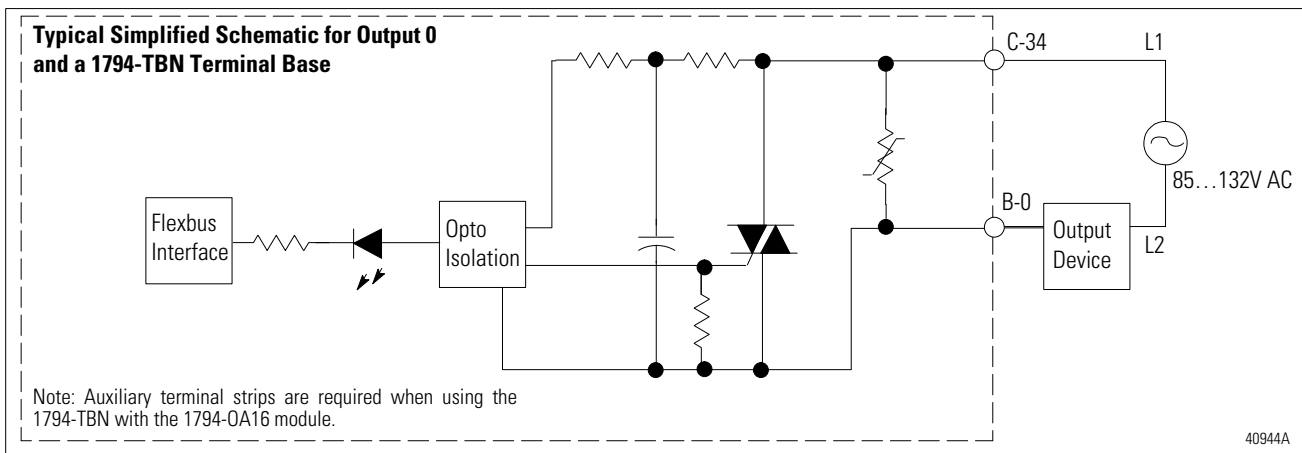 Typical Simplified Schematic for Output 0
and a 1794-TBN Terminal Base
C-34
L1
85...132V AC
B-0
Flexbus
Interface
Opto
Isolation
Output
Device
L2
Note: Auxiliary terminal strips are required when using the
1794-TBN with the 1794-OA16 module.
40944A